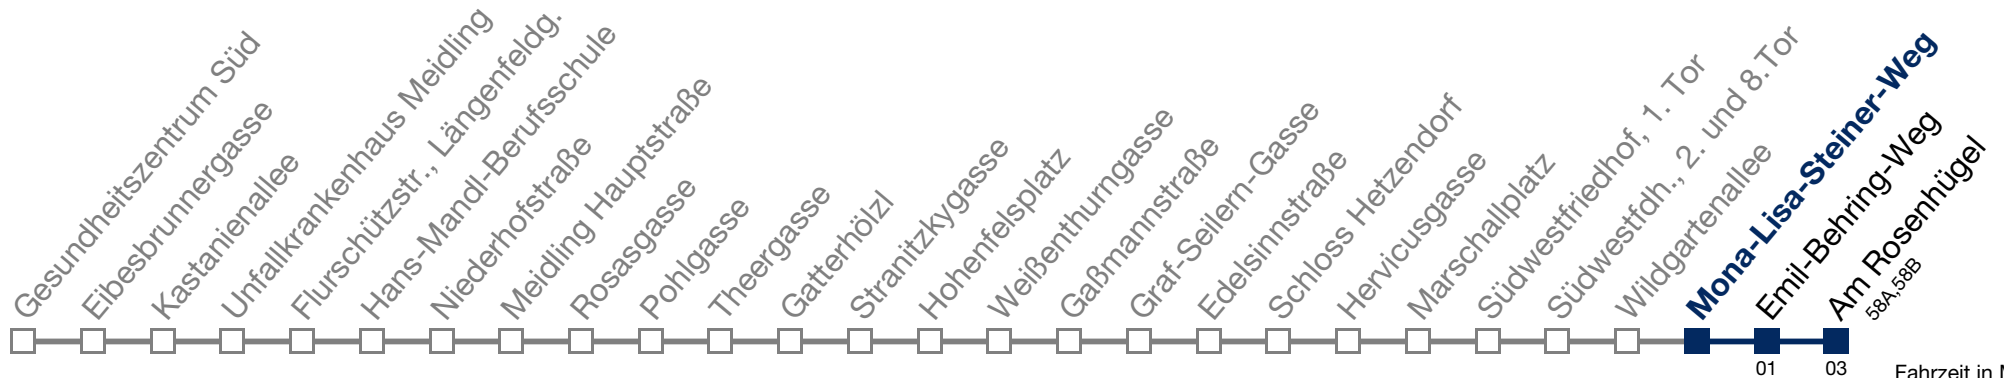 Gesundheitszentrum Süd
Eibesbrunnergasse
Kastanienallee
Unfallkrankenhaus Meidling
Flurschützstr., Längenfeldg.
Hans-Mandl-Berufsschule
Niederhofstraße
Meidling Hauptstraße
Rosasgasse
Pohlgasse
Theergasse
Gatterhölzl
Stranitzkygasse
Hohenfelsplatz
Weißenthurngasse
Gaßmannstraße
Graf-Seilern-Gasse
Edelsinnstraße
Schloss Hetzendorf
Hervicusgasse
Marschallplatz
Südwestfriedhof, 1. Tor
Südwestfdh., 2. und 8.Tor
Wildgartenallee
Mona-Lisa-Steiner-Weg
Emil-Behring-Weg
Am Rosenhügel
58A,58B
01
03
Fahrzeit in